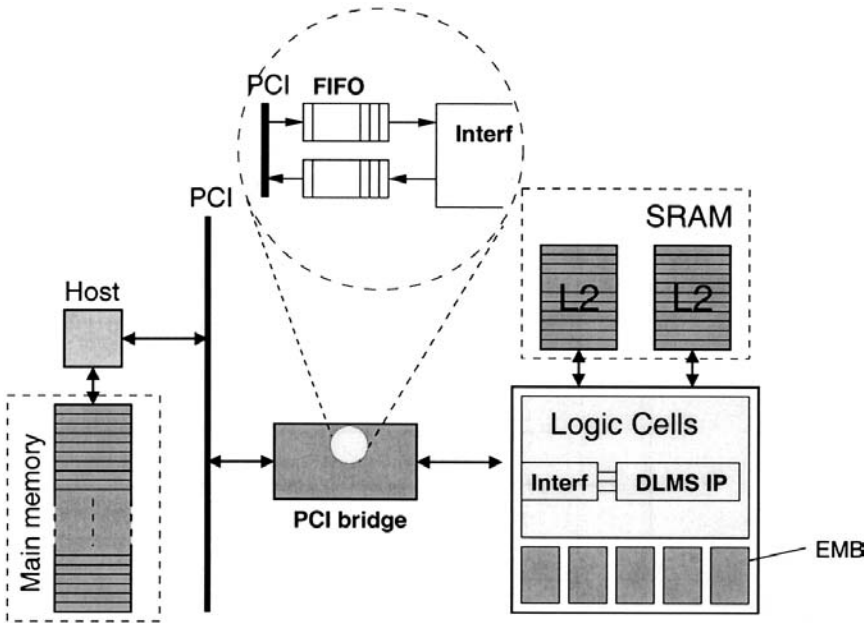 PCI
FIFO
Interf
PCI
SRAM
L2
L2
Host
Main memory
PCI bridge
Logic Cells
Interf
DLMS IP
EMB